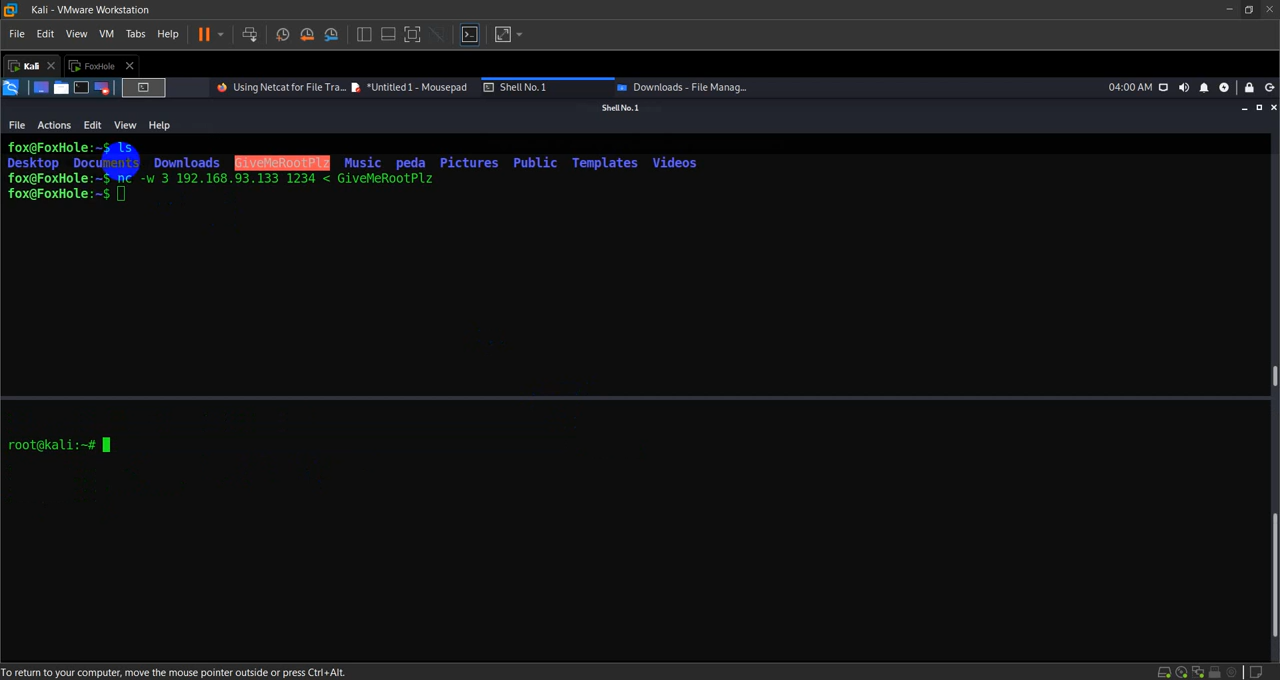 Kali - VMware Workstation
File Edit View VM Tabs Help
Kali FoxHole
Using Netcat for File Tra... *Untitled 1 - Mousepad Shell No. 1 Downloads - File Manag... 04:00 AM
Shell No. 1
File Actions Edit View Help
fox@FoxHole:~$ ls
Desktop Documents Downloads GiveMeRootPlz Music peda Pictures Public Templates Videos
fox@FoxHole:~$ nc -w 3 192.168.93.133 1234 < GiveMeRootPlz
fox@FoxHole:~$
root@kali:~#
To return to your computer, move the mouse pointer outside or press Ctrl+Alt.